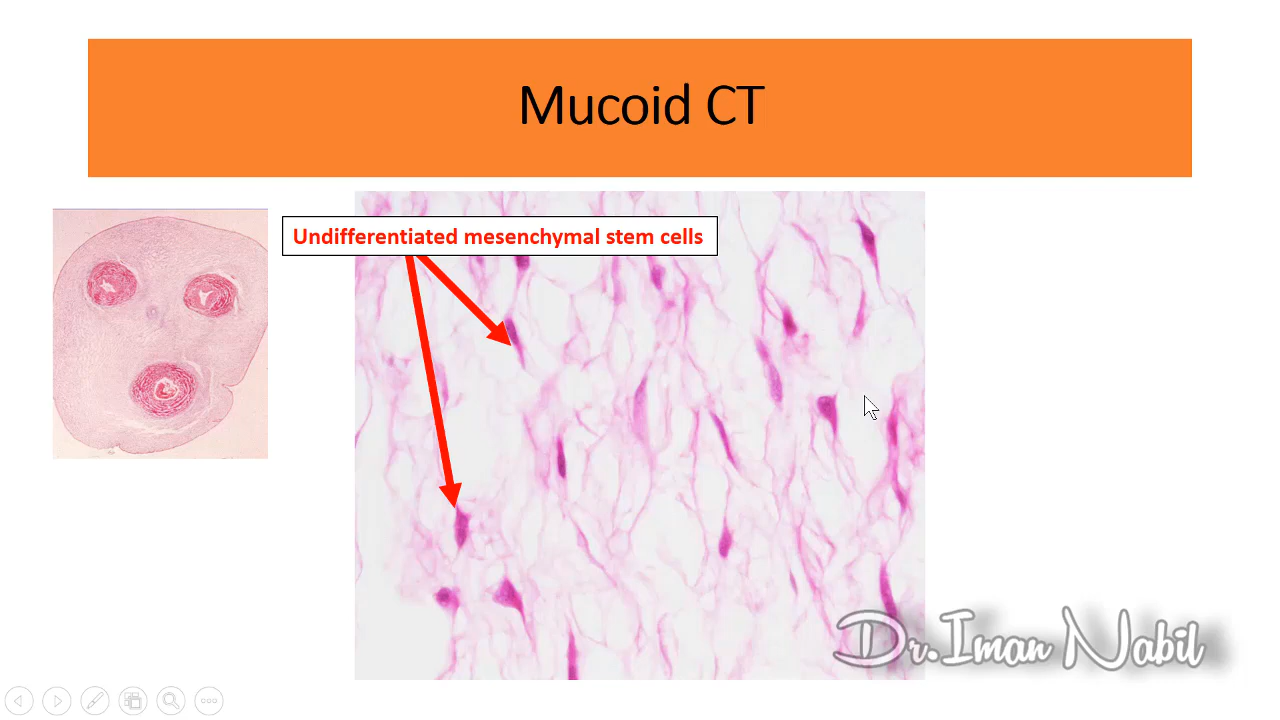 Mucoid CT
Undifferentiated mesenchymal stem cells
Dr.Iman Nabil